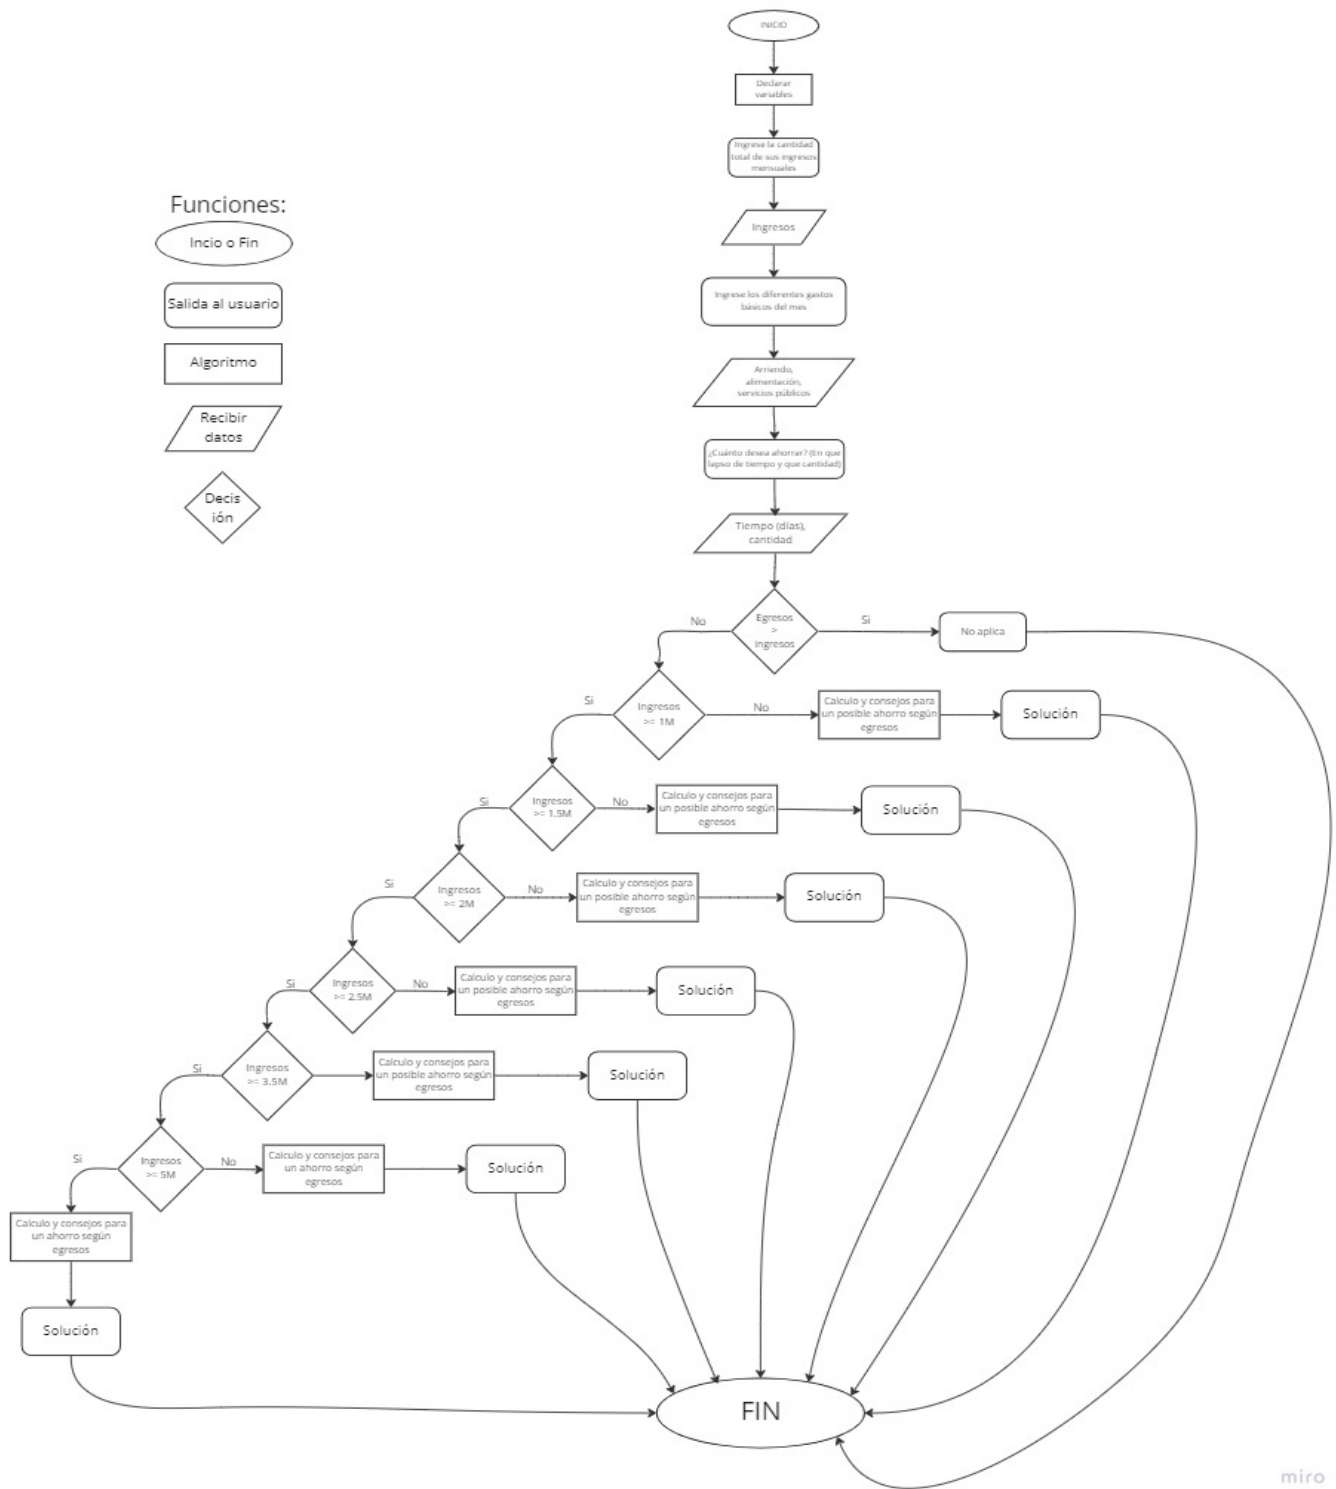 INICIO
Declarar
variables
Ingrese la cantidad
total de sus ingresos
mensuales
Ingresos
Ingrese los diferentes gastos
básicos del mes
Arriendo,
alimentación,
servicios públicos
¿Cuánto desea ahorrar? (En que
lapso de tiempo y que cantidad)
Tiempo (días),
cantidad
Funciones:
Incio o Fin
Salida al usuario
Algoritmo
Recibir
datos
Decis
ión
No
Egresos
>
ingresos
Si
No aplica
Si
Ingresos
>= 1M
No
Calculo y consejos para
un posible ahorro según
egresos
Solución
Si
Ingresos
>= 1.5M
No
Calculo y consejos para
un posible ahorro según
egresos
Solución
Si
Ingresos
>= 2M
No
Calculo y consejos para
un posible ahorro según
egresos
Solución
Si
Ingresos
>= 2.5M
No
Calculo y consejos para
un posible ahorro según
egresos
Solución
Si
Ingresos
>= 3.5M
Calculo y consejos para
un posible ahorro según
egresos
Solución
Si
Ingresos
>= 5M
No
Calculo y consejos para
un ahorro según
egresos
Solución
Calculo y consejos para
un ahorro según
egresos
Solución
FIN
miro